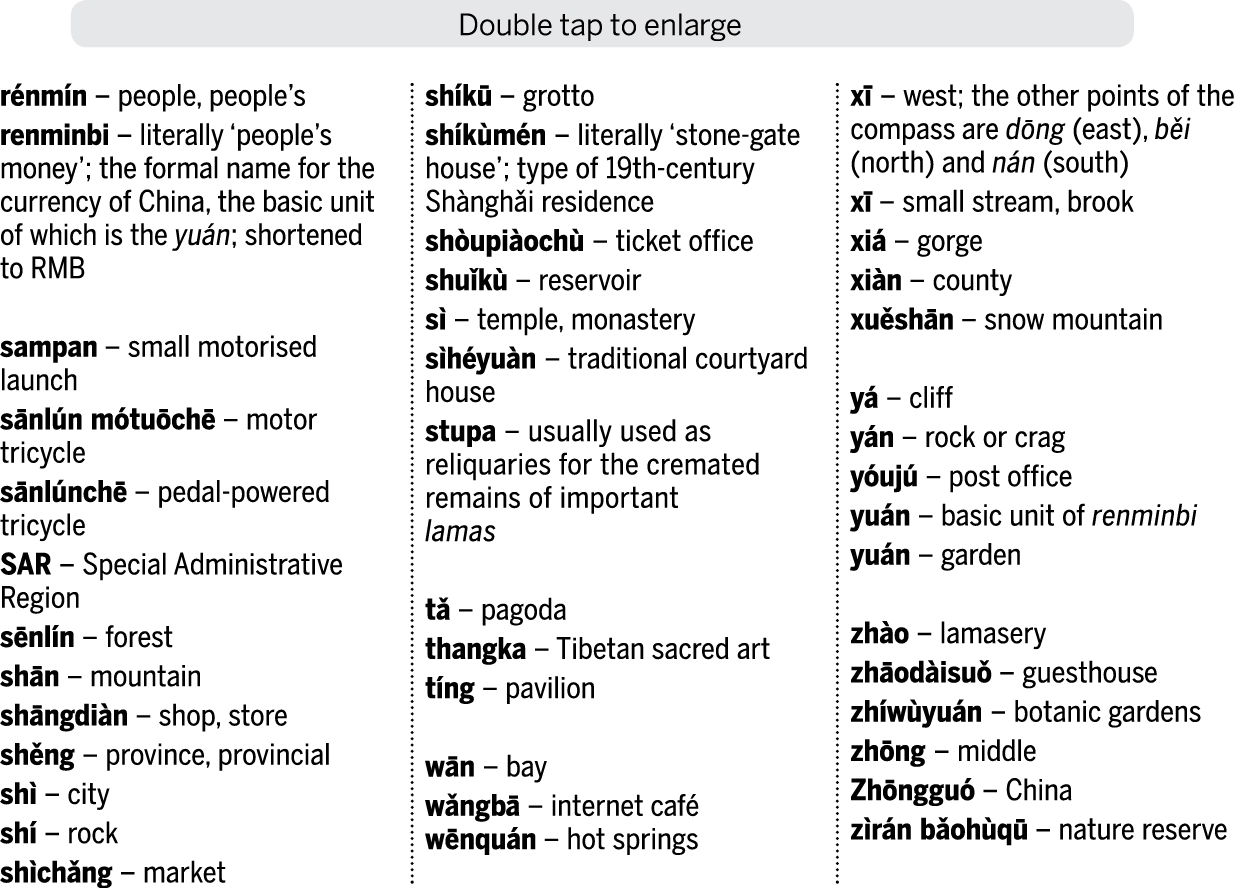 Double tap to enlarge
rénmín – people, people’s
renminbi – literally ‘people’s
money’; the formal name for the
currency of China, the basic unit
of which is the yuán; shortened
to RMB
sampan – small motorised
launch
sānlún mótuōchē – motor
tricycle
sānlúnchē – pedal-powered
tricycle
SAR – Special Administrative
Region
sēnlín – forest
shān – mountain
shāngdiàn – shop, store
shěng – province, provincial
shì – city
shí – rock
shìchǎng – market
shíkū – grotto
shíkùmén – literally ‘stone-gate
house’; type of 19th-century
Shànghǎi residence
shòupiàochù – ticket office
shuǐkù – reservoir
sì – temple, monastery
sìhéyuàn – traditional courtyard
house
stupa – usually used as
reliquaries for the cremated
remains of important
lamas
tǎ – pagoda
thangka – Tibetan sacred art
tíng – pavilion
wān – bay
wǎngbā – internet café
wēnquán – hot springs
xī – west; the other points of the
compass are dōng (east), běi
(north) and nán (south)
xī – small stream, brook
xiá – gorge
xiàn – county
xuěshān – snow mountain
yá – cliff
yán – rock or crag
yóujú – post office
yuán – basic unit of renminbi
yuán – garden
zhào – lamasery
zhāodàisuǒ – guesthouse
zhíwùyuán – botanic gardens
zhōng – middle
Zhōngguó – China
zìrán bǎohùqū – nature reserve